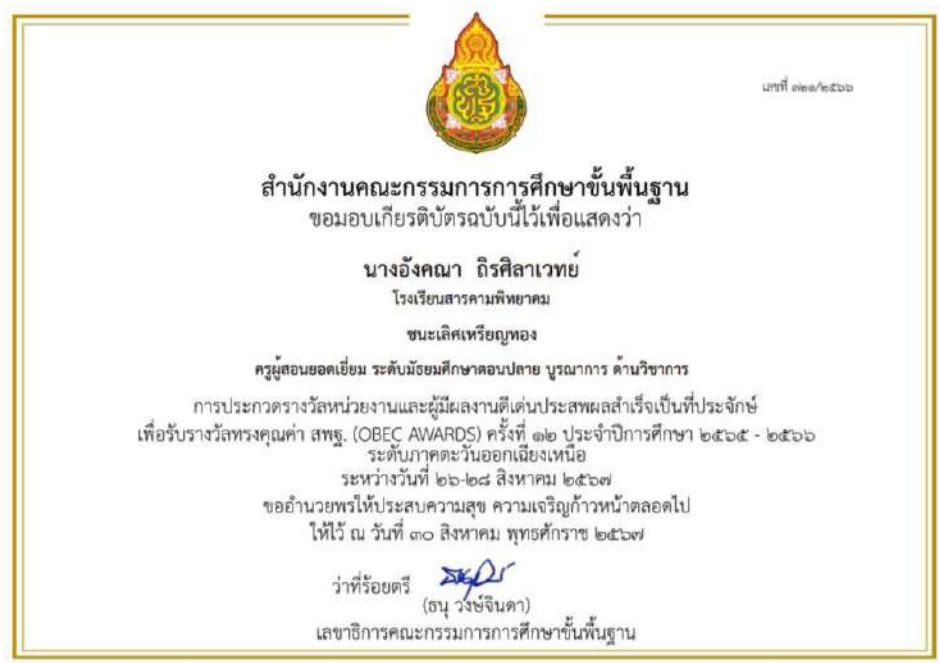 เลขที่ ๗๒๑/๒๕๖๖
สำนักงานคณะกรรมการการศึกษาขั้นพื้นฐาน
ขอมอบเกียรติบัตรฉบับนี้ไว้เพื่อแสดงว่า
นางอังคณา ถิรศิลาเวทย์
โรงเรียนสารคามพิทยาคม
ชนะเลิศเหรียญทอง
ครูผู้สอนยอดเยี่ยม ระดับมัธยมศึกษาตอนปลาย บูรณาการ ด้านวิชาการ
การประกวดรางวัลหน่วยงานและผู้มีผลงานดีเด่นประสพผลสำเร็จเป็นที่ประจักษ์
เพื่อรับรางวัลทรงคุณค่า สพฐ. (OBEC AWARDS) ครั้งที่ ๑๒ ประจำปีการศึกษา ๒๕๖๕ - ๒๕๖๖
ระดับภาคตะวันออกเฉียงเหนือ
ระหว่างวันที่ ๒๖-๒๘ สิงหาคม ๒๕๖๗
ขออำนวยพรให้ประสบความสุข ความเจริญก้าวหน้าตลอดไป
ให้ไว้ ณ วันที่ ๓๐ สิงหาคม พุทธศักราช ๒๕๖๗
ว่าที่ร้อยตรี
(ธนุ วงษ์จินดา)
เลขาธิการคณะกรรมการการศึกษาขั้นพื้นฐาน